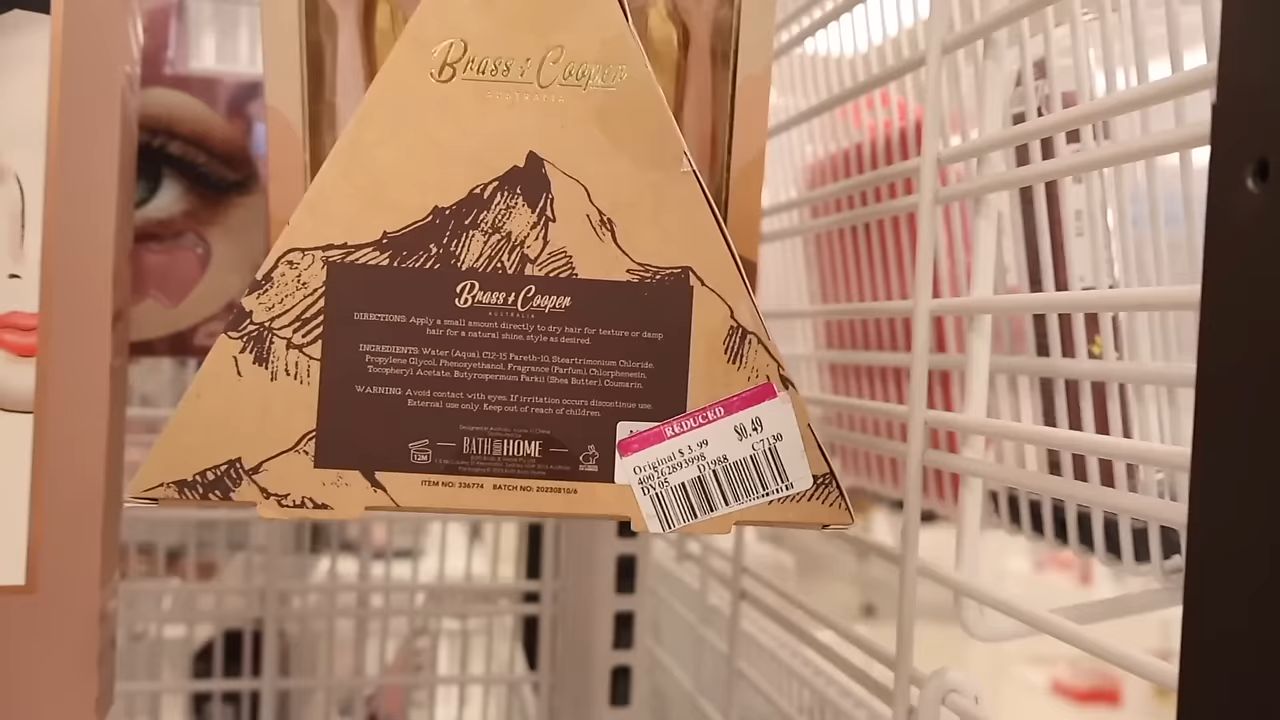 Brass + Cooper
AUSTRALIA
Brass + Cooper
AUSTRALIA
DIRECTIONS: Apply a small amount directly to dry hair for texture or damp
hair for a natural shine, style as desired.
INGREDIENTS: Water (Aqua), C12-15 Pareth-10, Steartrimonium Chloride,
Propylene Glycol, Phenoxyethanol, Fragrance (Parfum), Chlorphenesin,
Tocopheryl Acetate, Butyrospermum Parkii (Shea Butter), Coumarin.
WARNING: Avoid contact with eyes. If irritation occurs discontinue use.
External use only. Keep out of reach of children.
12M
BATH HOME
ITEM NO: 336774 BATCH NO: 20230810/6
REDUCED
Original $ 3.99
$0.49
400262893998
D1988
C7130